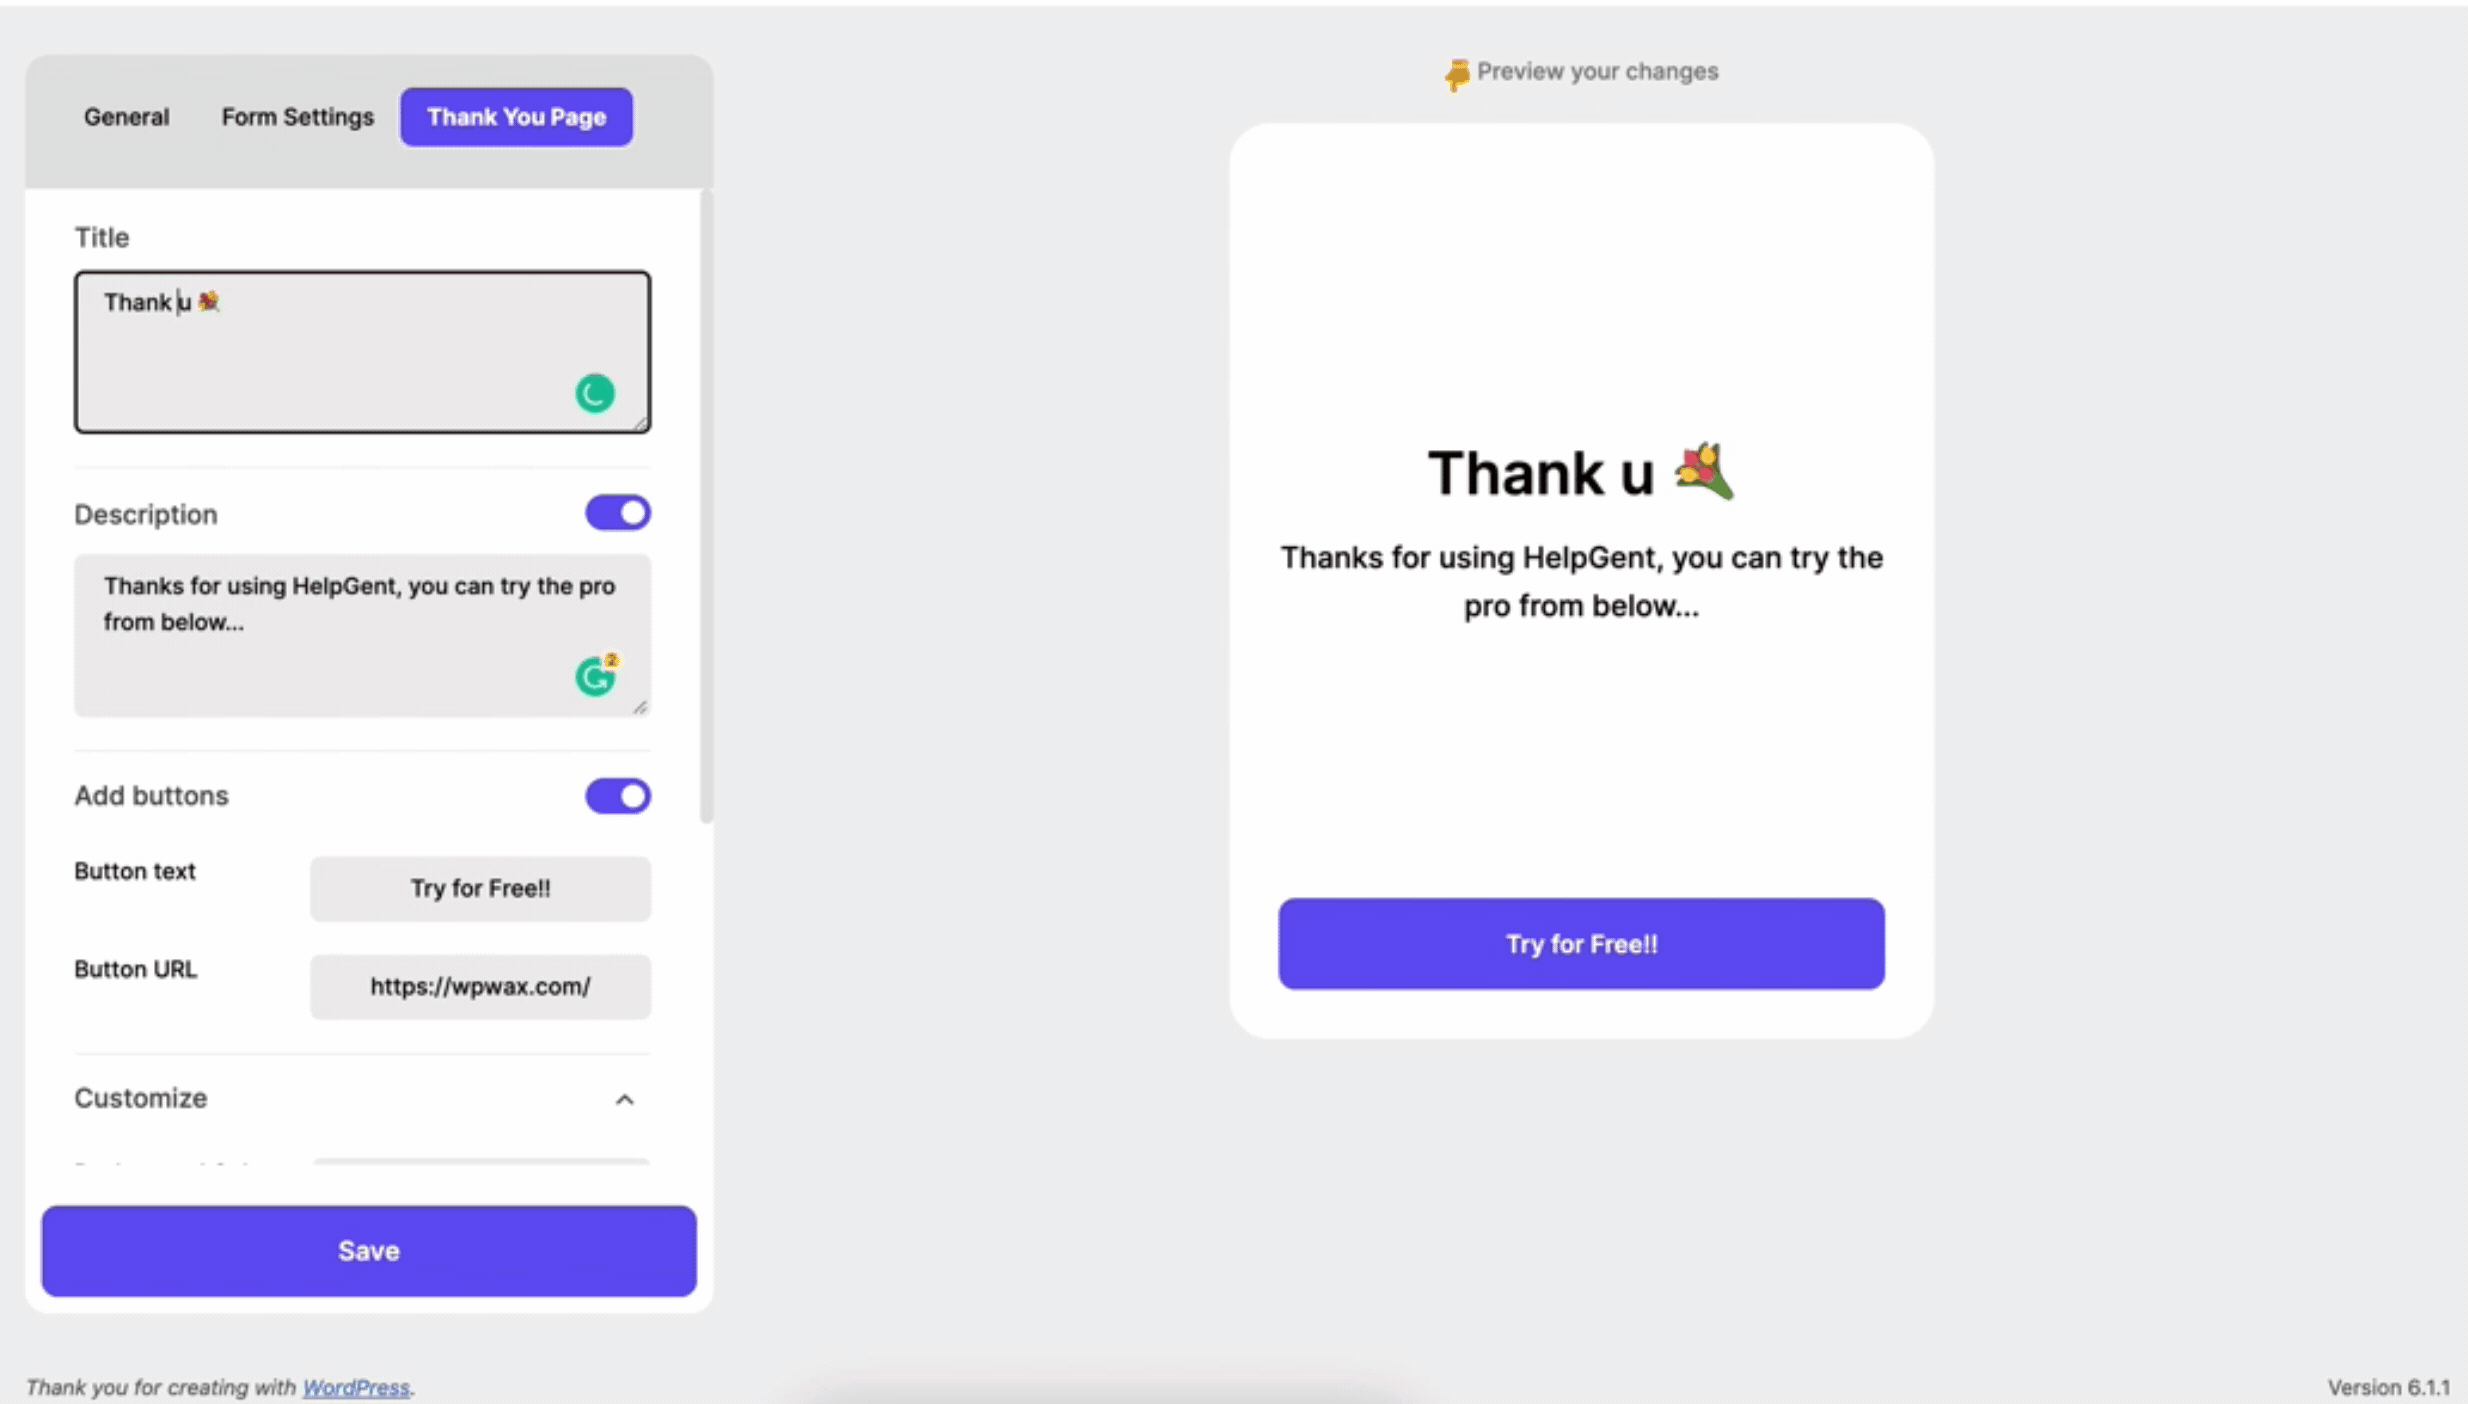 General Form Settings Thank You Page
Title
Thank u 💐
Description
Thanks for using HelpGent, you can try the pro
from below...
2
Add buttons
Button text
Try for Free!!
Button URL
https://wpwax.com/
Customize
Save
👇 Preview your changes
Thank u 💐
Thanks for using HelpGent, you can try the
pro from below...
Try for Free!!
Thank you for creating with WordPress.
Version 6.1.1